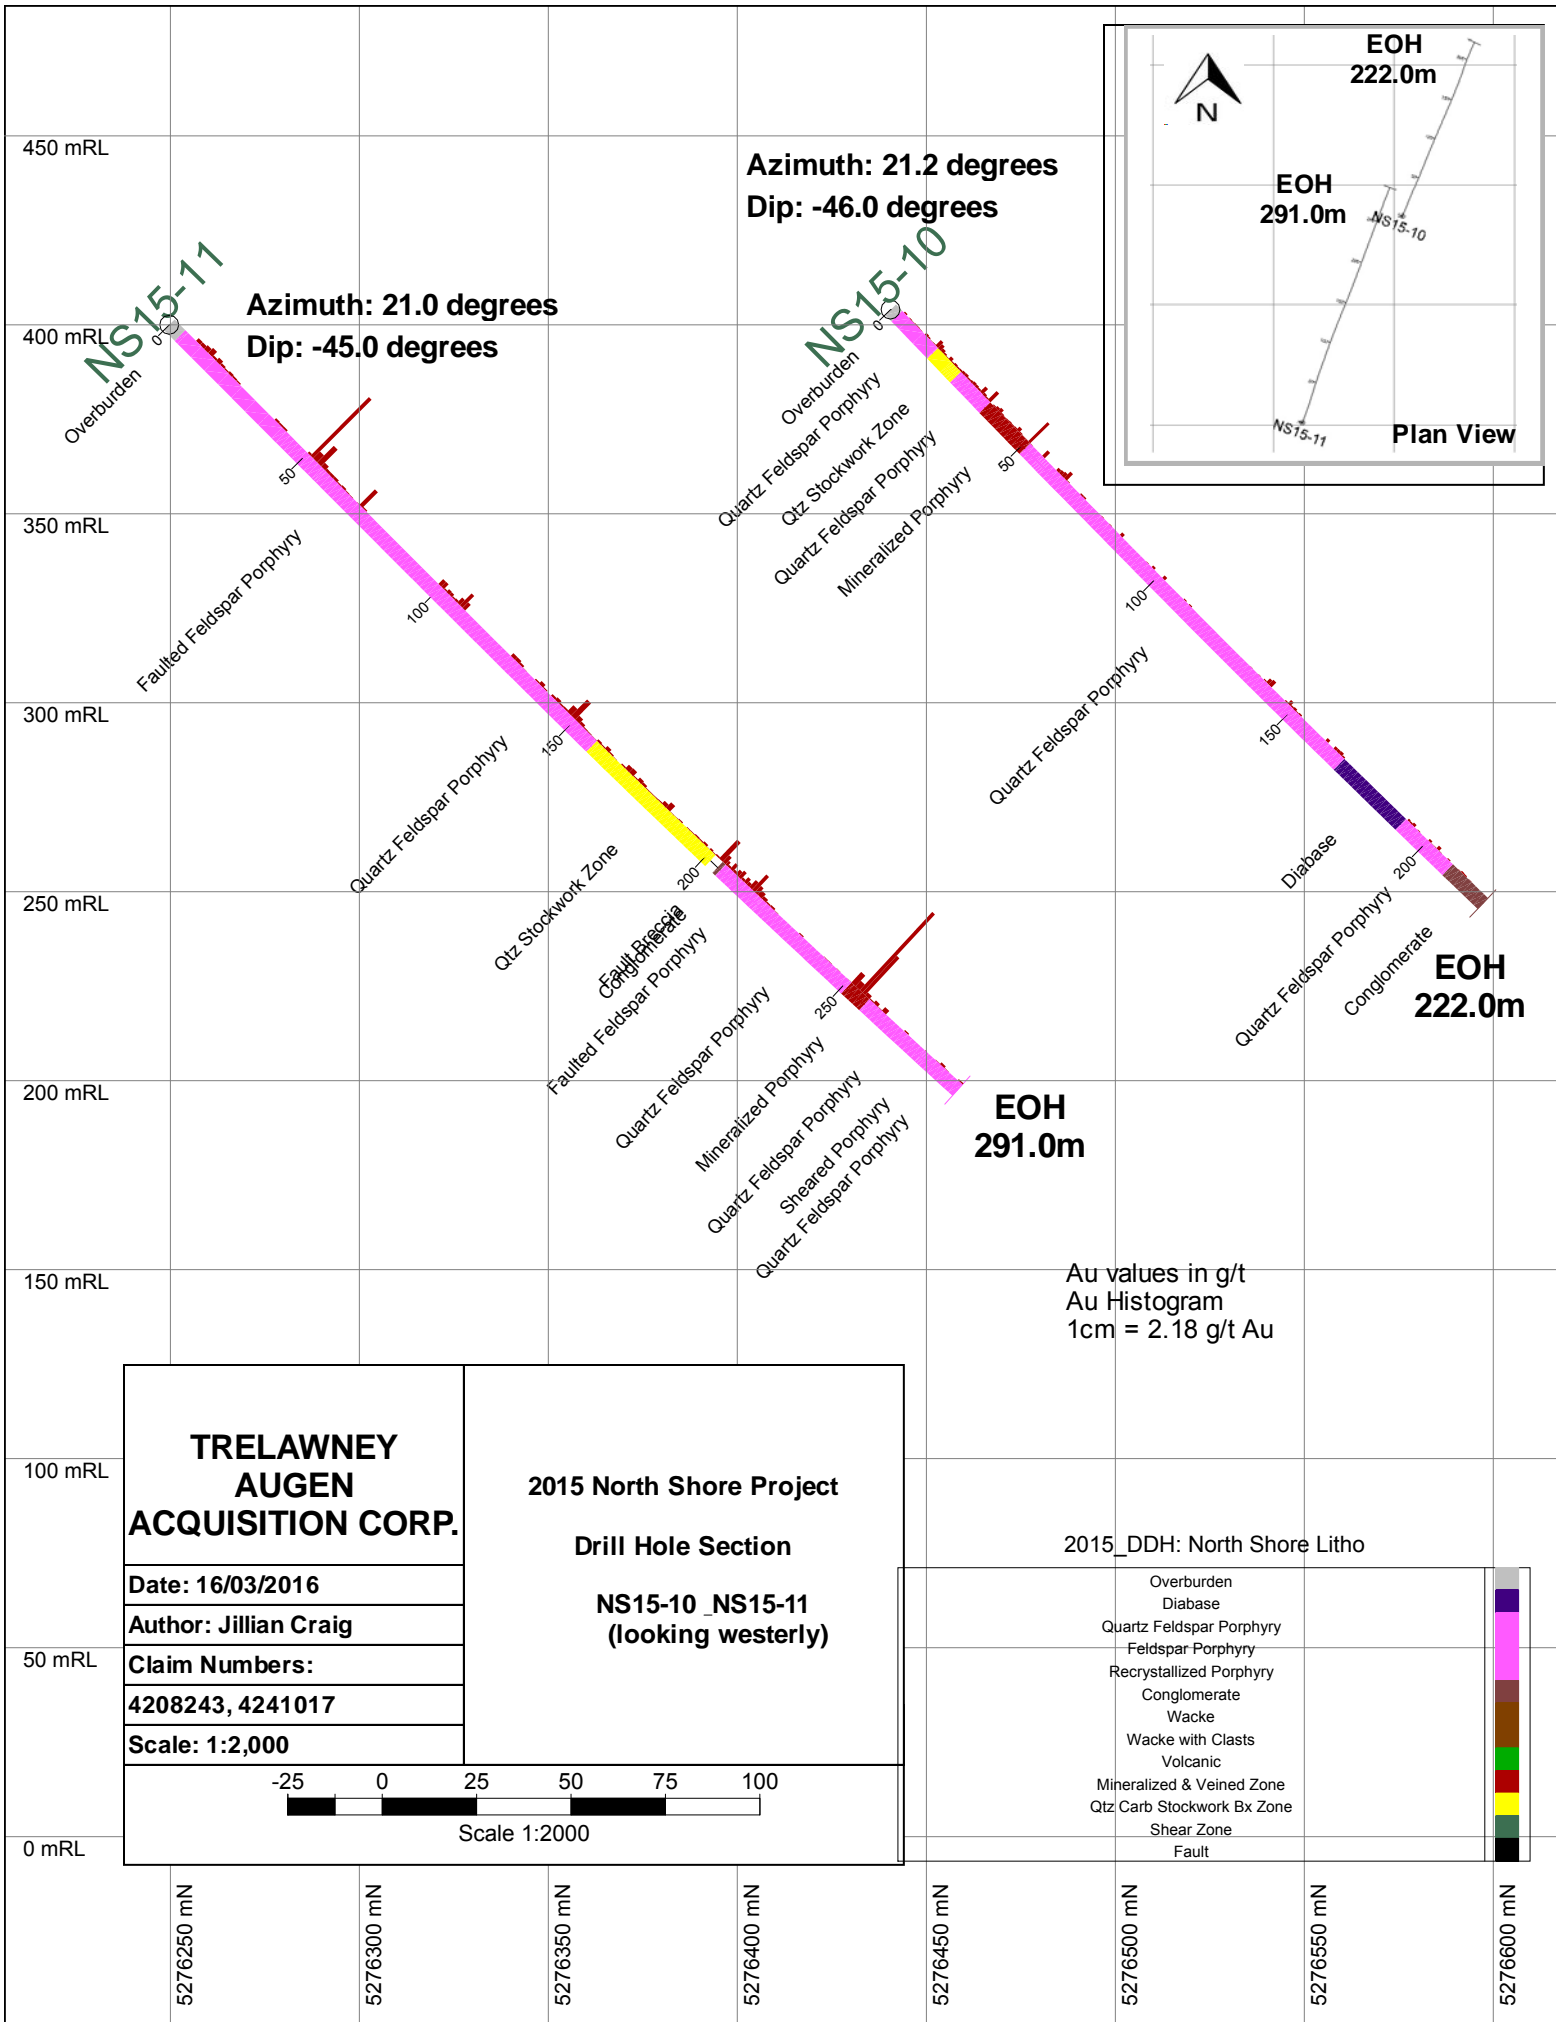 EOH
222.0m
N
EOH
291.0m
NS15-10
NS15-11
Plan View
450 mRL
400 mRL
350 mRL
300 mRL
250 mRL
200 mRL
150 mRL
100 mRL
50 mRL
0 mRL
Azimuth: 21.2 degrees
Dip: -46.0 degrees
NS15-11
Azimuth: 21.0 degrees
Dip: -45.0 degrees
NS15-10
0
50
100
150
200
250
Overburden
Faulted Feldspar Porphyry
Quartz Feldspar Porphyry
Qtz Stockwork Zone
Fault Breccia
Conglomerate
Faulted Feldspar Porphyry
Quartz Feldspar Porphyry
Mineralized Porphyry
Quartz Feldspar Porphyry
Sheared Porphyry
Quartz Feldspar Porphyry
EOH
291.0m
0
50
100
150
200
Overburden
Quartz Feldspar Porphyry
Qtz Stockwork Zone
Quartz Feldspar Porphyry
Mineralized Porphyry
Quartz Feldspar Porphyry
Diabase
Quartz Feldspar Porphyry
Conglomerate
EOH
222.0m
Au values in g/t
Au Histogram
1cm = 2.18 g/t Au
TRELAWNEY
AUGEN
ACQUISITION CORP.
Date: 16/03/2016
Author: Jillian Craig
Claim Numbers:
4208243, 4241017
Scale: 1:2,000
2015 North Shore Project
Drill Hole Section
NS15-10 _NS15-11
(looking westerly)
-25 0 25 50 75 100
Scale 1:2000
2015_DDH: North Shore Litho
Overburden
Diabase
Quartz Feldspar Porphyry
Feldspar Porphyry
Recrystallized Porphyry
Conglomerate
Wacke
Wacke with Clasts
Volcanic
Mineralized & Veined Zone
Qtz Carb Stockwork Bx Zone
Shear Zone
Fault
5276250 mN
5276300 mN
5276350 mN
5276400 mN
5276450 mN
5276500 mN
5276550 mN
5276600 mN